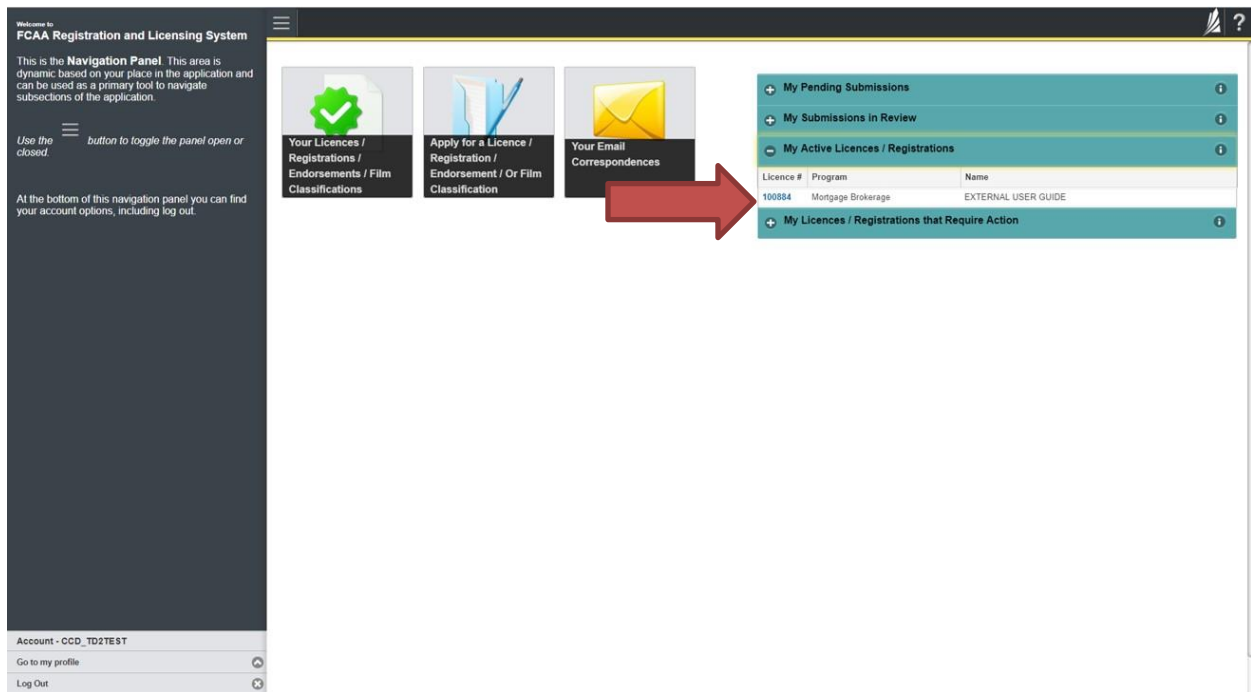 Welcome to
FCAA Registration and Licensing System
This is the Navigation Panel. This area is
dynamic based on your place in the application and
can be used as a primary tool to navigate
subsections of the application.
Use the button to toggle the panel open or
closed.
At the bottom of this navigation panel you can find
your account options, including log out.
Account - CCD_TD2TEST
Go to my profile
Log Out
?
Your Licences /
Registrations /
Endorsements / Film
Classifications
Apply for a Licence /
Registration /
Endorsement / Or Film
Classification
Your Email
Correspondences
My Pending Submissions
My Submissions in Review
My Active Licences / Registrations
Licence # Program Name
100884 Mortgage Brokerage EXTERNAL USER GUIDE
My Licences / Registrations that Require Action